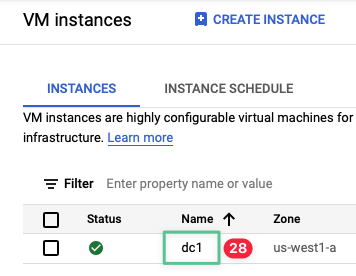 VM instances CREATE INSTANCE
INSTANCES INSTANCE SCHEDULE
VM instances are highly configurable virtual machines for
infrastructure. Learn more
Filter Enter property name or value
Status Name Zone
dc1 28 us-west1-a